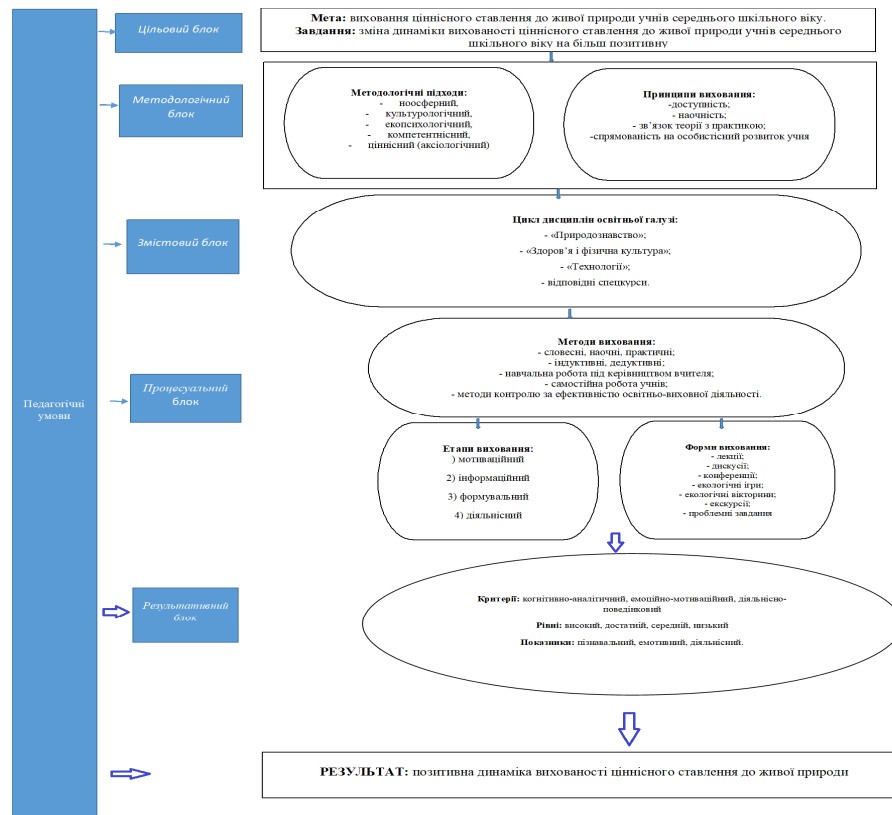 Педагогічні
умови
Цільовий блок
Мета: виховання ціннісного ставлення до живої природи учнів середнього шкільного віку.
Завдання: зміна динаміки вихованості ціннісного ставлення до живої природи учнів середнього
шкільного віку на більш позитивну
Методологічний
блок
Методологічні підходи:
- ноосферний,
- культурологічний,
- екопсихологічний,
- компетентнісний,
- ціннісний (аксіологічний)
Принципи виховання:
-доступність;
- наочність;
- зв’язок теорії з практикою;
-спрямованість на особистісний розвиток учня
Змістовий блок
Цикл дисциплін освітньої галузі:
- «Природознавство»;
- «Здоров’я і фізична культура»;
- «Технології»;
- відповідні спецкурси.
Процесуальний
блок
Методи виховання:
- словесні, наочні, практичні;
- індуктивні, дедуктивні;
- навчальна робота під керівництвом вчителя;
- самостійна робота учнів;
- методи контролю за ефективністю освітньо-виховної діяльності.
Етапи виховання:
) мотиваційний
2) інформаційний
3) формувальний
4) діяльнісний
Форми виховання:
- лекції;
- дискусії;
- конференції;
- екологічні ігри;
- екологічні вікторини;
- екскурсії;
- проблемні завдання
Результативний
блок
Критерії: когнітивно-аналітичний, емоційно-мотиваційний, діяльнісно-
поведінковий
Рівні: високий, достатній, середній, низький
Показники: пізнавальний, емотивний, діяльнісний.
РЕЗУЛЬТАТ: позитивна динаміка вихованості ціннісного ставлення до живої природи